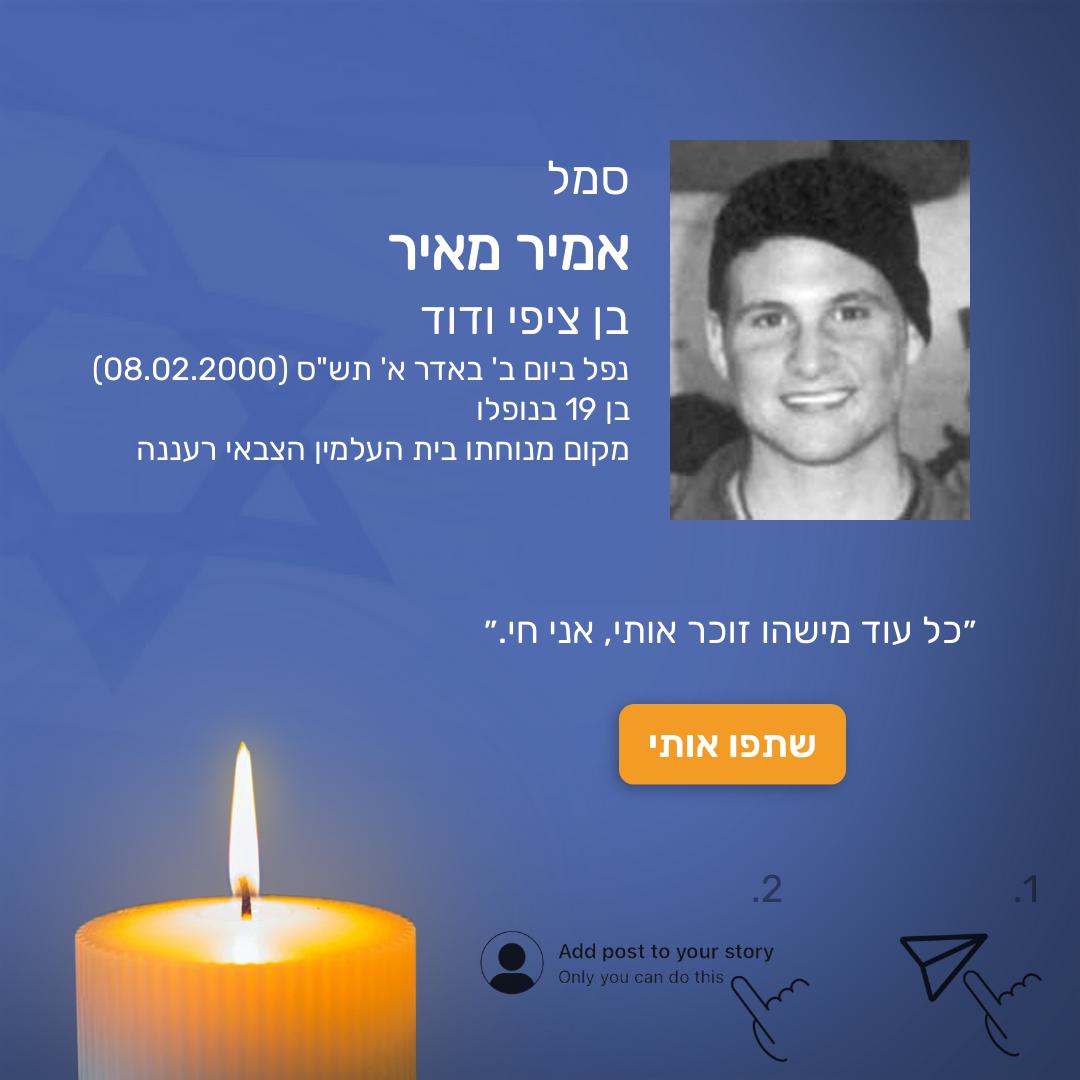 סמל
אמיר מאיר
בן ציפי ודוד
נפל ביום ב' באדר א' תש"ס (08.02.2000)
בן 19 בנופלו
מקום מנוחתו בית העלמין הצבאי רעננה
״כל עוד מישהו זוכר אותי, אני חי.״
שתפו אותי
1.
2.
Add post to your story
Only you can do this